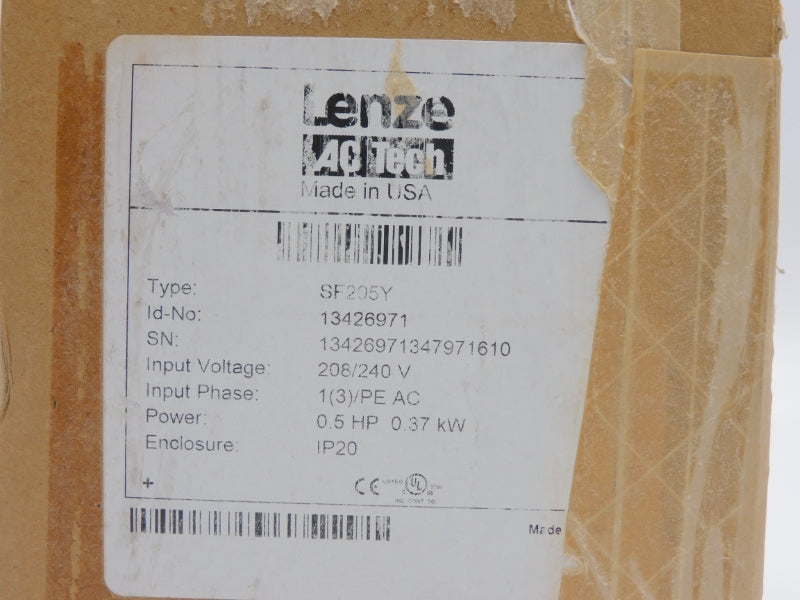 Lenze
AC Tech
Made in USA
Type: SF205Y
Id-No: 13426971
SN: 13426971347971610
Input Voltage: 208/240 V
Input Phase: 1(3)/PE AC
Power: 0.5 HP 0.37 kW
Enclosure: IP20
+
CE UL
Made